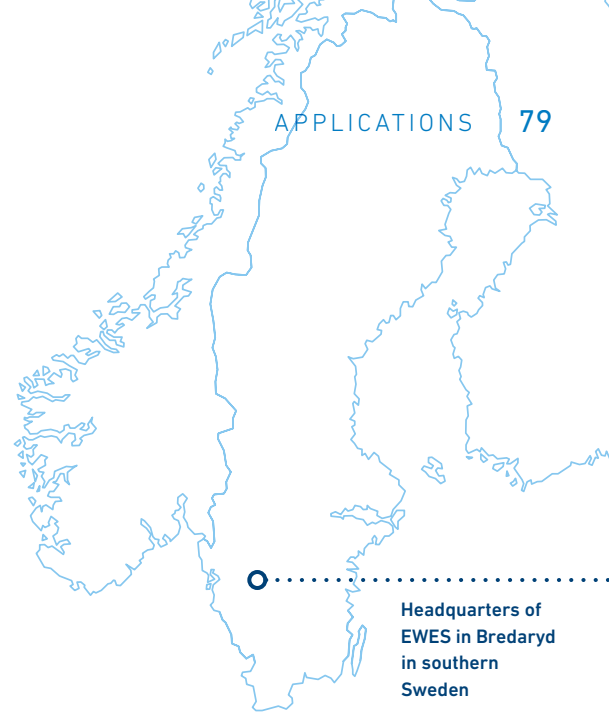 APPLICATIONS 79
Headquarters of
EWES in Bredaryd
in southern
Sweden